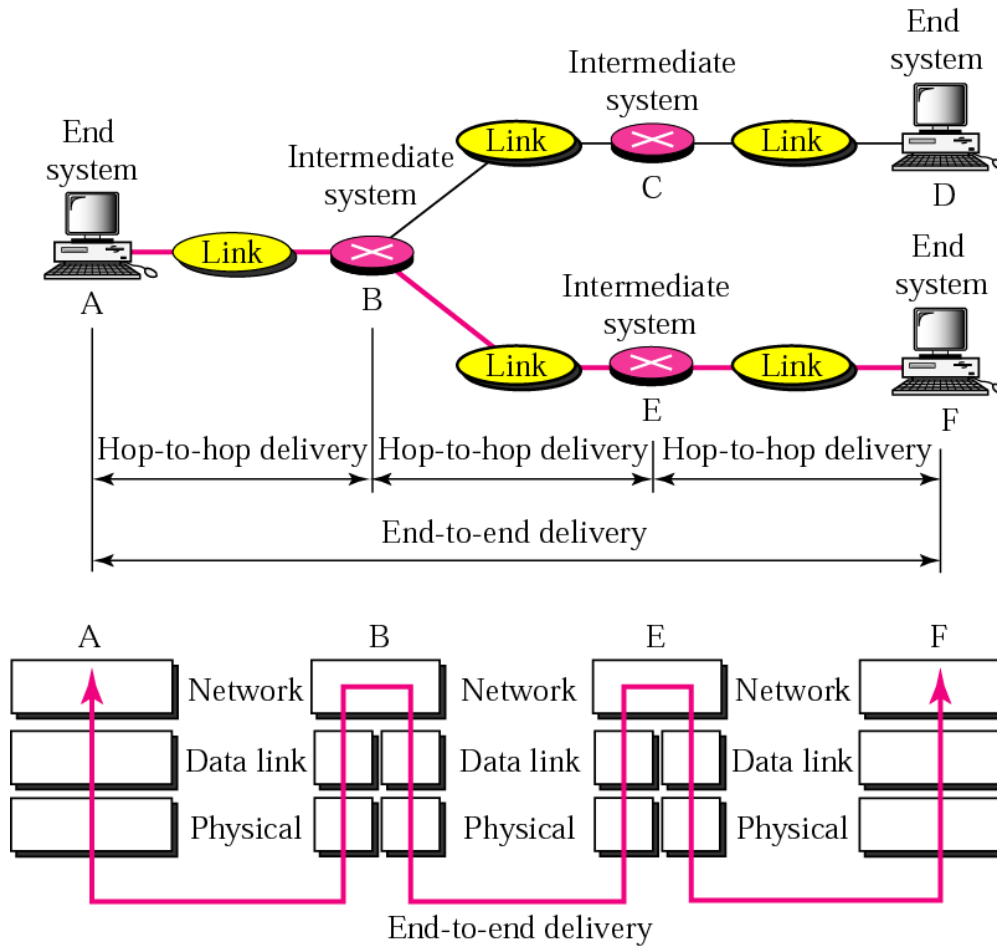 End
system
Intermediate
system
Link
Link
C
D
End
system
Intermediate
system
Link
A
B
End
system
Intermediate
system
Link
Link
E
F
Hop-to-hop delivery
Hop-to-hop delivery
Hop-to-hop delivery
End-to-end delivery
A
B
E
F
Network
Network
Network
Data link
Data link
Data link
Physical
Physical
Physical
End-to-end delivery